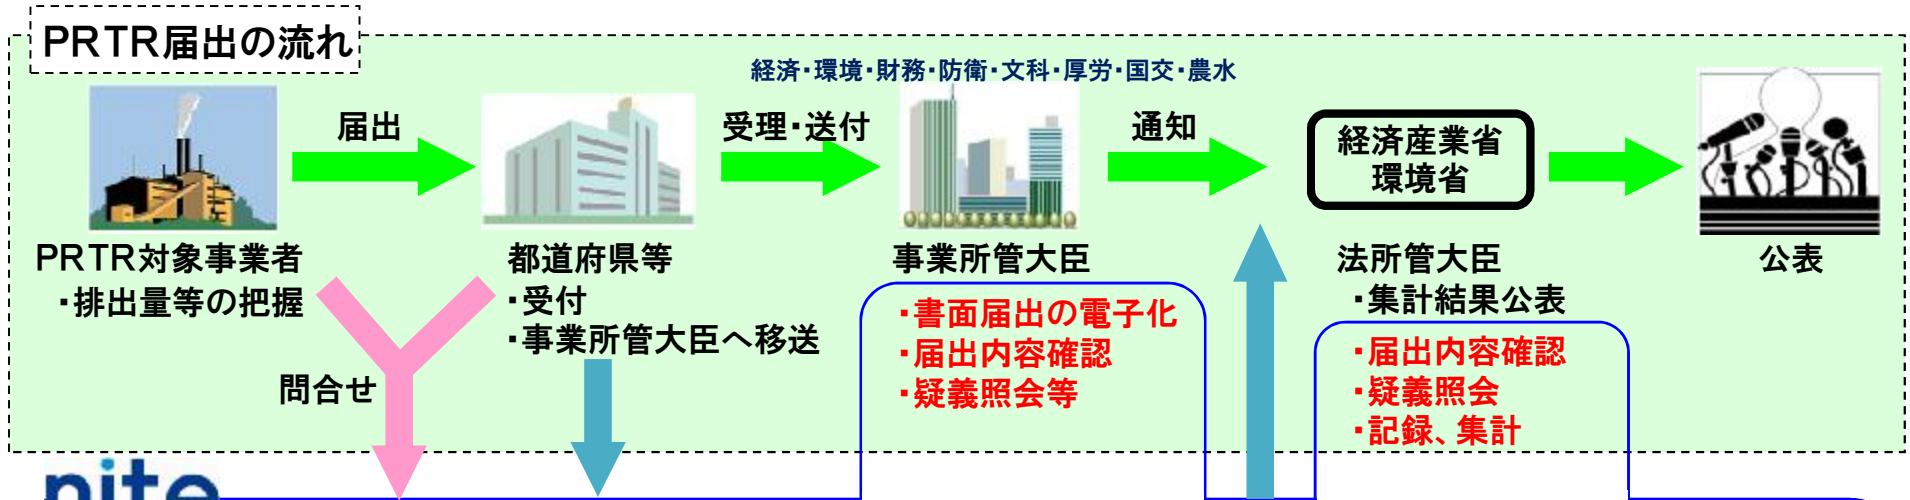 PRTR届出の流れ
経済・環境・財務・防衛・文科・厚労・国交・農水
届出
受理・送付
通知
経済産業省
環境省
PRTR対象事業者
・排出量等の把握
都道府県等
・受付
・事業所管大臣へ移送
事業所管大臣
・書面届出の電子化
・届出内容確認
・疑義照会等
法所管大臣
・集計結果公表
・届出内容確認
・疑義照会
・記録、集計
公表
問合せ
nite